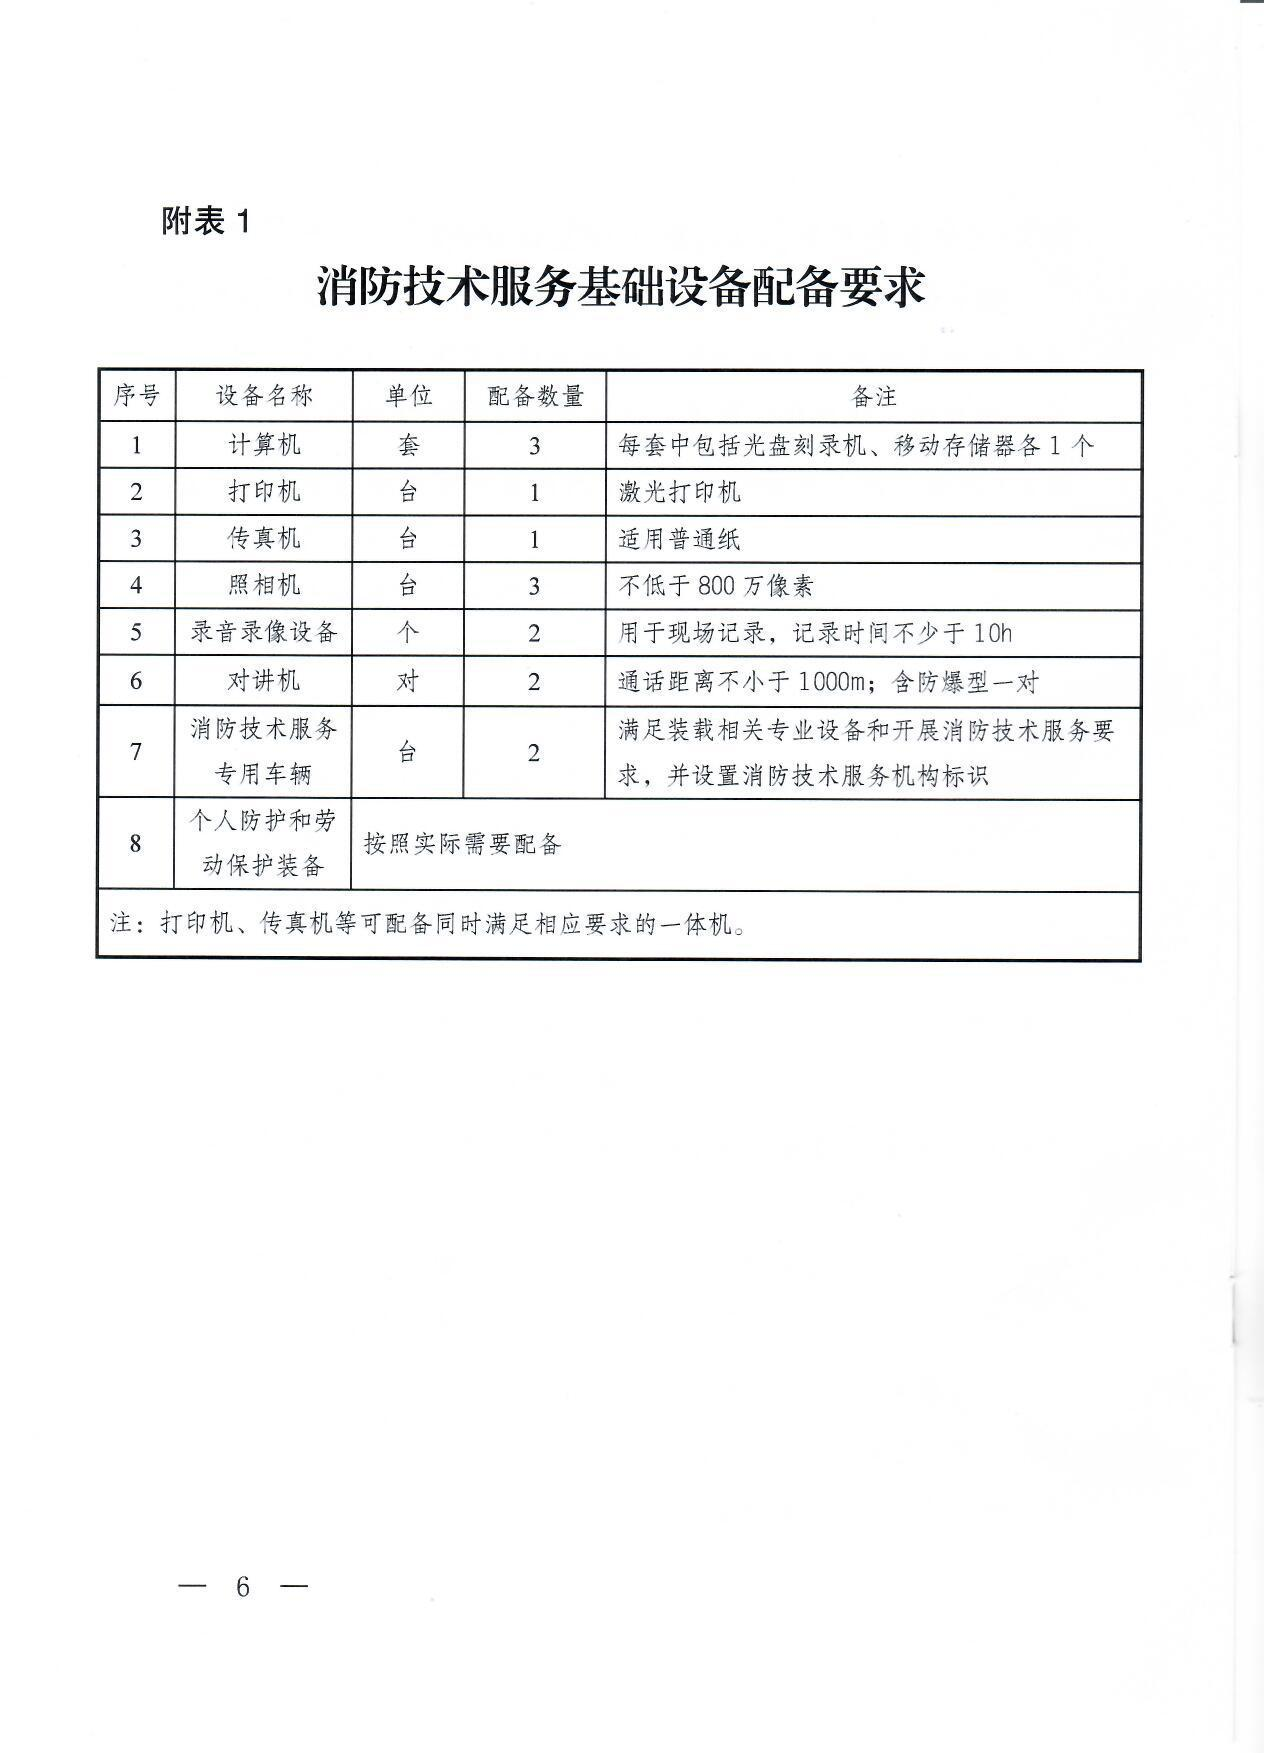 附表1
消防技术服务基础设备配备要求
序号 设备名称 单位 配备数量 备注
1 计算机 套 3 每套中包括光盘刻录机、移动存储器各1个
2 打印机 台 1 激光打印机
3 传真机 台 1 适用普通纸
4 照相机 台 3 不低于800万像素
5 录音录像设备 个 2 用于现场记录，记录时间不少于10h
6 对讲机 对 2 通话距离不小于1000m；含防爆型一对
7 消防技术服务 台 2 满足装载相关专业设备和开展消防技术服务要
专用车辆 求，并设置消防技术服务机构标识
8 个人防护和劳 按照实际需要配备
动保护装备
注：打印机、传真机等可配备同时满足相应要求的一体机。
— 6 —